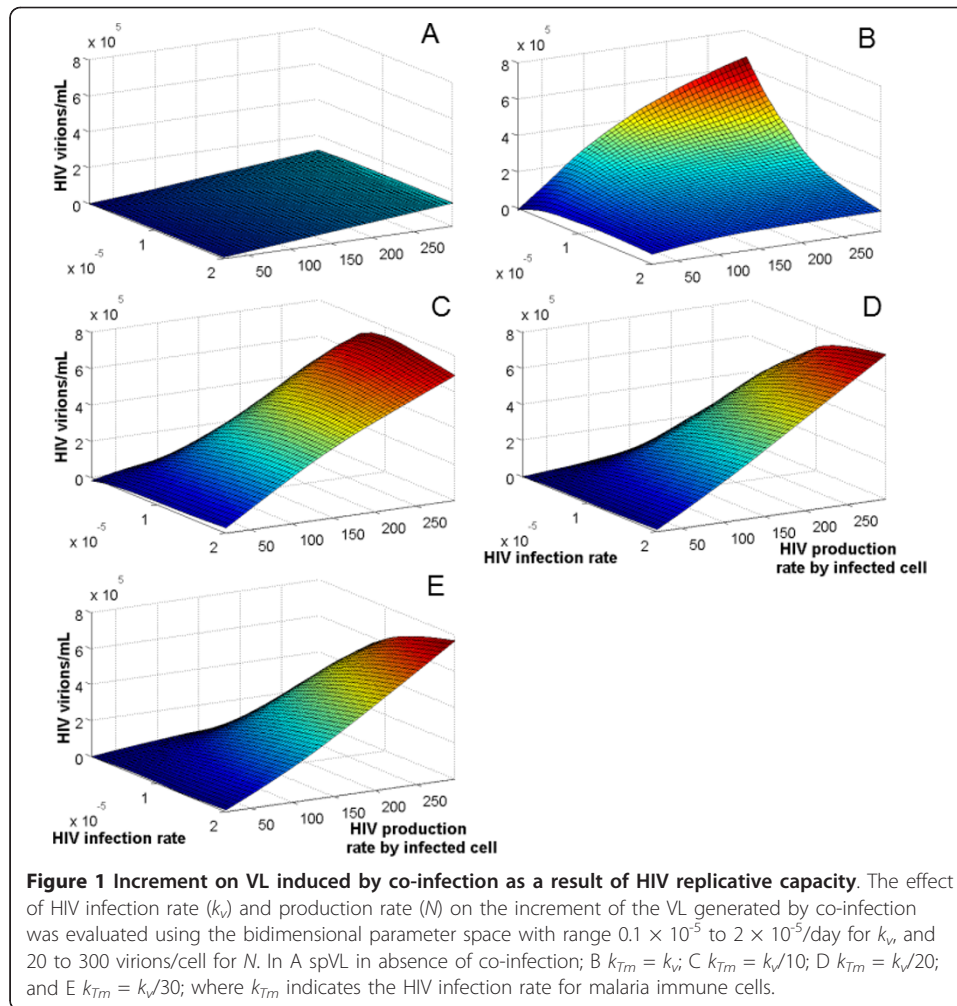 A
x 10 5
8
6
4
2
0
HIV virions/mL
1
2
x 10 -5
50 100 150 200 250
B
x 10 5
8
6
4
2
0
1
2
x 10 -5
50 100 150 200 250
C
x 10 5
8
6
4
2
0
HIV virions/mL
1
2
x 10 -5
50 100 150 200 250
D
x 10 5
8
6
4
2
0
1
2
x 10 -5
50 100 150 200 250
HIV infection rate
HIV production
rate by infected cell
E
x 10 5
8
6
4
2
0
HIV virions/mL
1
2
x 10 -5
50 100 150 200 250
HIV infection rate
HIV production
rate by infected cell
Figure 1 Increment on VL induced by co-infection as a result of HIV replicative capacity. The effect
of HIV infection rate (kv) and production rate (N) on the increment of the VL generated by co-infection
was evaluated using the bidimensional parameter space with range 0.1 × 10-5 to 2 × 10-5/day for kv, and
20 to 300 virions/cell for N. In A spVL in absence of co-infection; B kTm = kv; C kTm = kv/10; D kTm = kv/20;
and E kTm = kv/30; where kTm indicates the HIV infection rate for malaria immune cells.